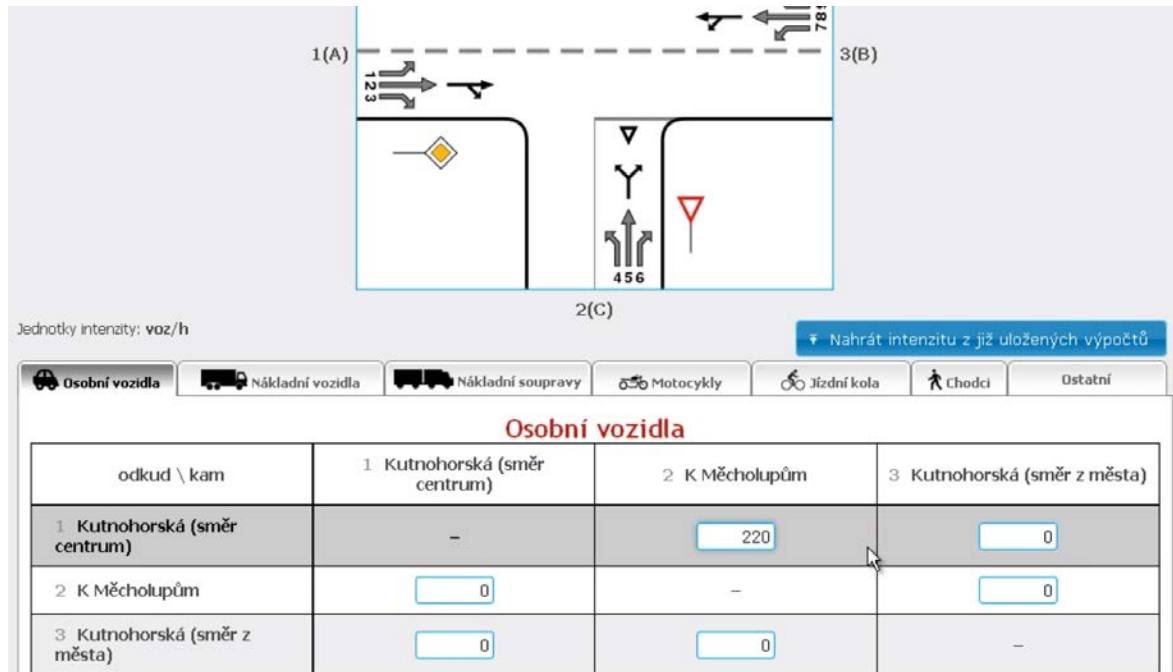 789
1(A)
3(B)
123
456
2(C)
Jednotky intenzity: voz/h
Nahrát intenzitu z již uložených výpočtů
Osobní vozidla
Nákladní vozidla
Nákladní soupravy
Motocykly
Jízdní kola
Chodci
Ostatní
Osobní vozidla
odkud \ kam
1 Kutnohorská (směr
centrum)
2 K Měcholupům
3 Kutnohorská (směr z města)
1 Kutnohorská (směr
centrum)
–
220
0
2 K Měcholupům
0
–
0
3 Kutnohorská (směr z
města)
0
0
–